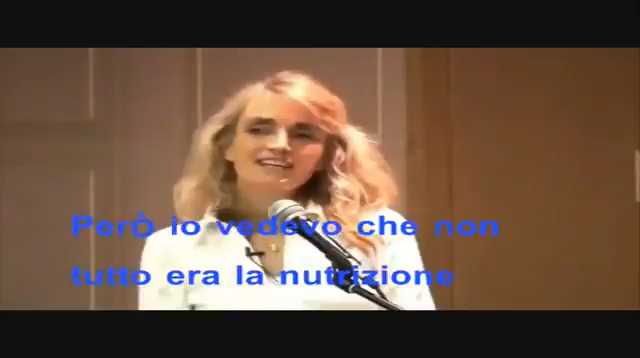 PerÒ io vedevo che non
tutto era la nutrizione